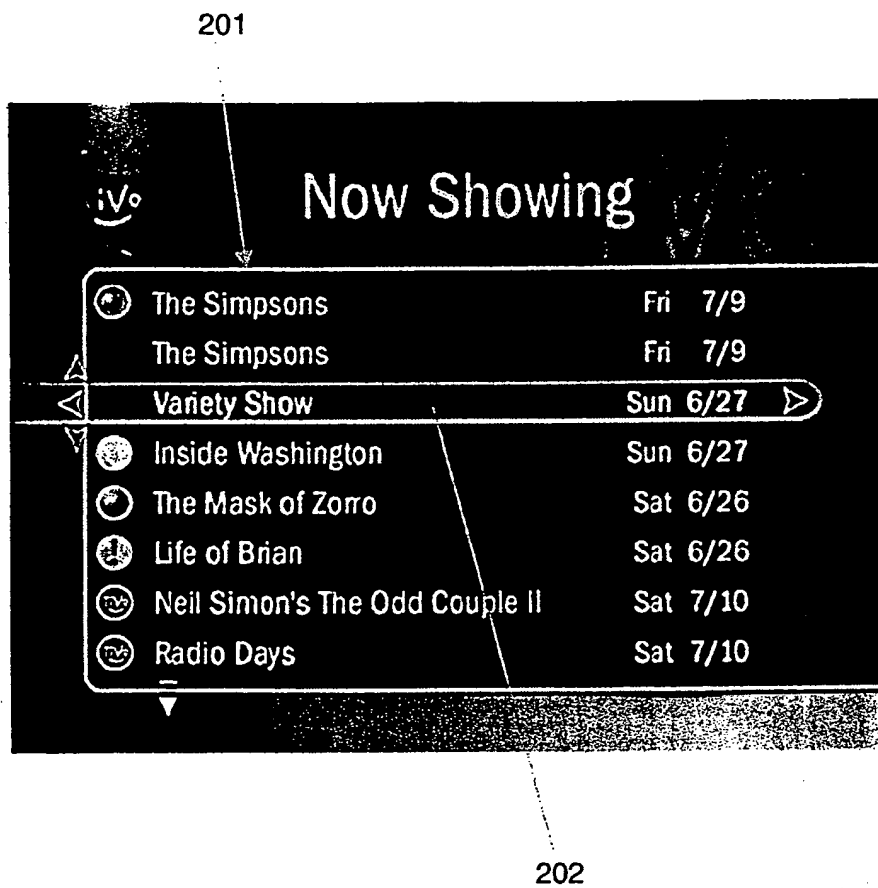 201
iVo
Now Showing
The Simpsons Fri 7/9
The Simpsons Fri 7/9
Variety Show Sun 6/27
Inside Washington Sun 6/27
The Mask of Zorro Sat 6/26
Life of Brian Sat 6/26
Neil Simon's The Odd Couple II Sat 7/10
Radio Days Sat 7/10
202